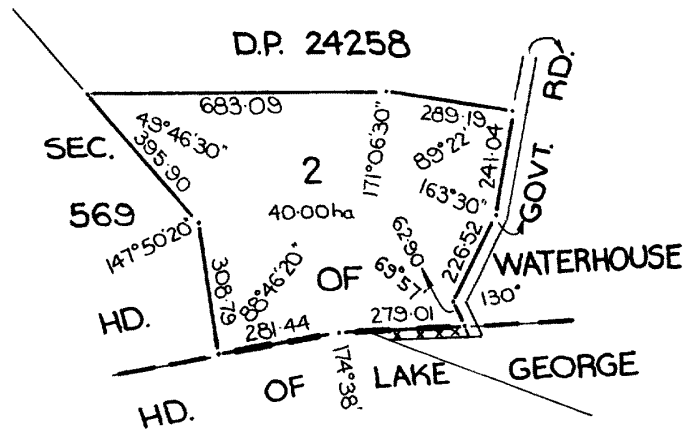 D.P. 24258
683·09
289·19
RD.
GOVT.
49°46'30"
395·90
171°06'30"
89°22'
241·04
SEC.
569
2
40·00ha
163°30'
147°50'20"
308·79
88°46'20"
OF
62·90
69°57'
226·52
WATERHOUSE
130°
HD.
281·44
279·01
174°38'
HD.
OF
LAKE
GEORGE